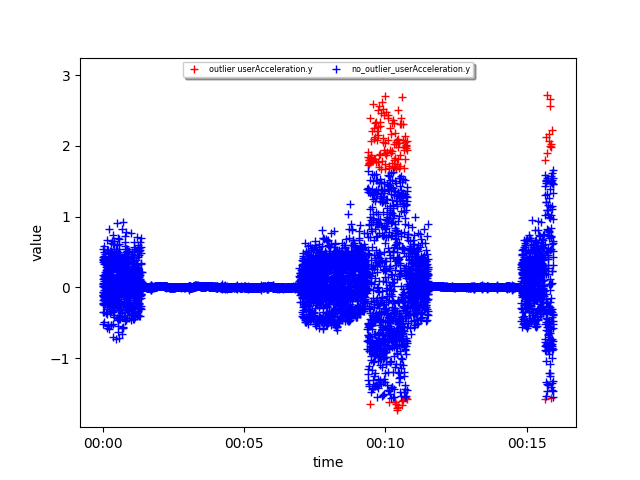 outlier userAcceleration.y
no_outlier_userAcceleration.y
3
2
1
0
−1
value
00:00
00:05
00:10
00:15
time